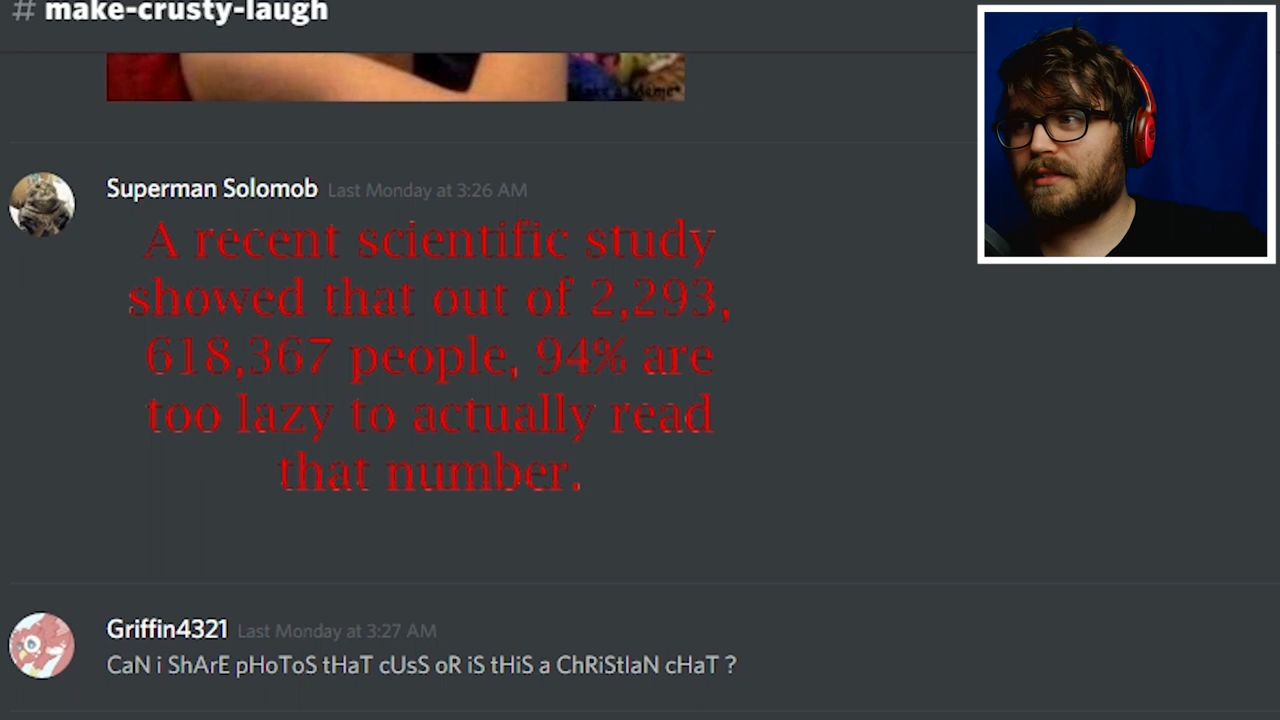 # make-crusty-laugh
Make a Meme*
Superman Solomob Last Monday at 3:26 AM
A recent scientific study
showed that out of 2,293,
618,367 people, 94% are
too lazy to actually read
that number.
Griffin4321 Last Monday at 3:27 AM
CaN i ShArE pHoToS tHaT cUsS oR iS tHiS a ChRiStIaN cHaT ?